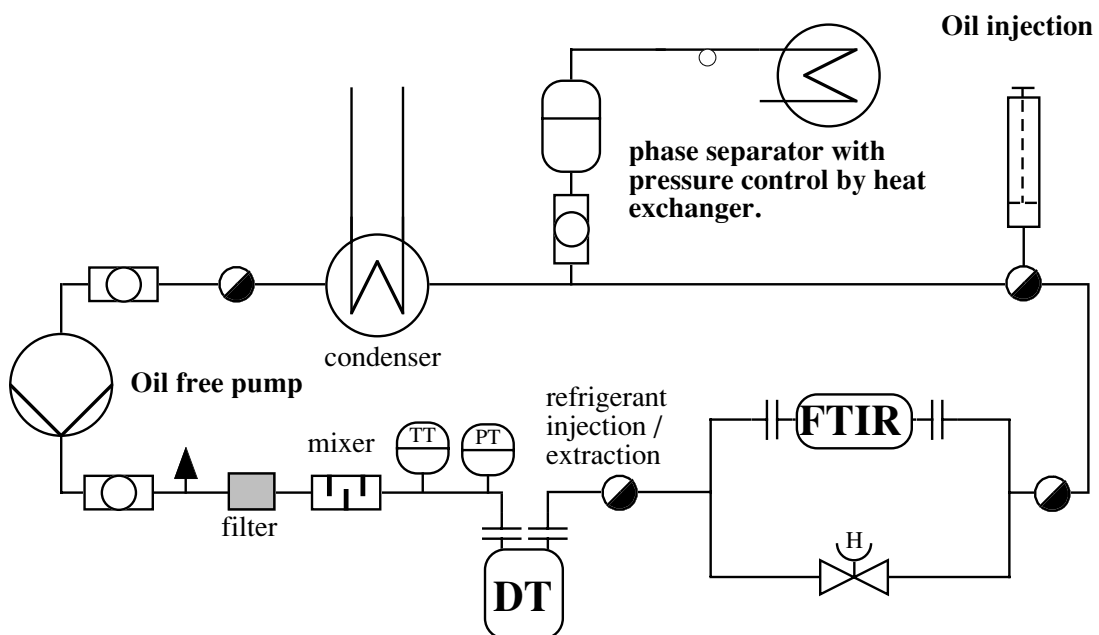 Oil injection
phase separator with
pressure control by heat
exchanger.
condenser
Oil free pump
refrigerant
injection /
extraction
FTIR
mixer
TT
PT
filter
H
DT